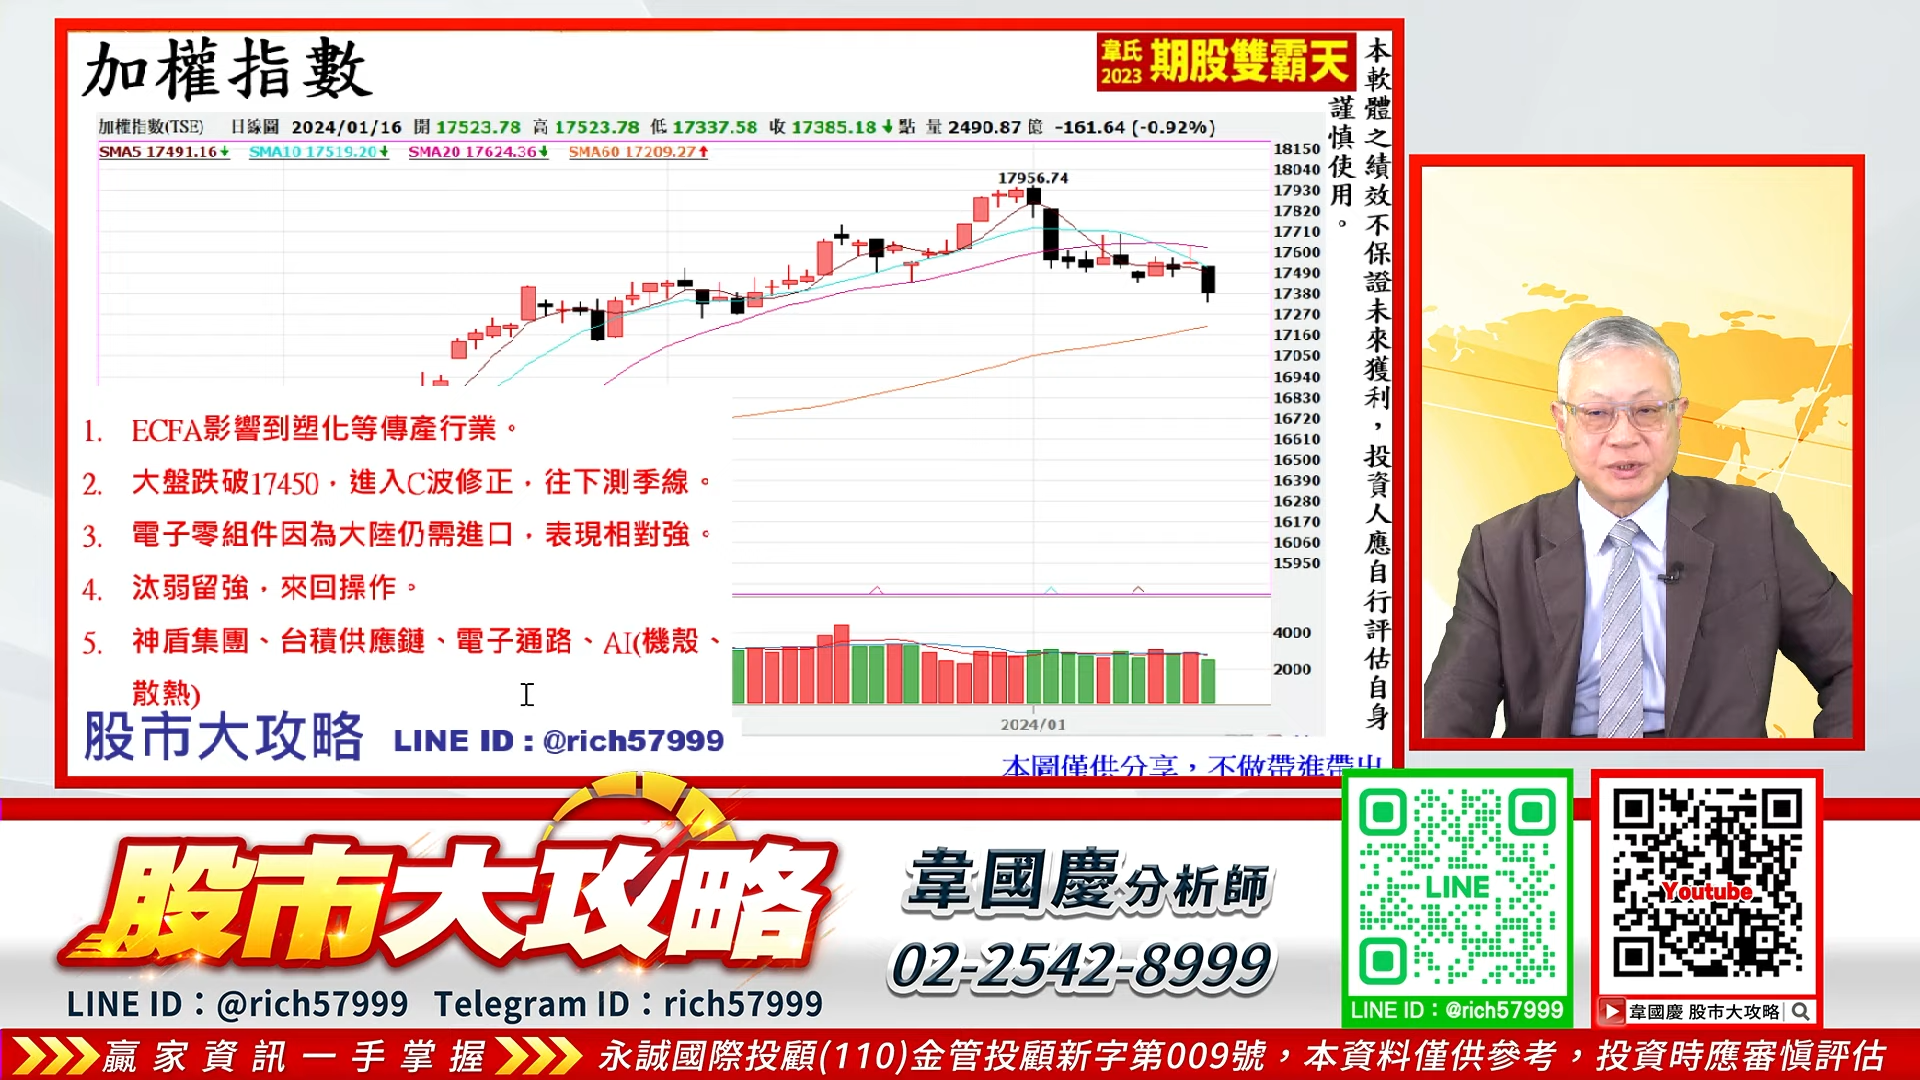 加權指數
韋氏
2023 期股雙霸天
本軟體之績效不保證未來獲利，投資人應自行評估自身
謹慎使用。
加權指數(TSE) 日線圖 2024/01/16 開 17523.78 高 17523.78 低 17337.58 收 17385.18↓點 量 2490.87 億 -161.64 (-0.92%)
SMA5 17491.16↓ SMA10 17519.20↓ SMA20 17624.36↓ SMA60 17209.27↑
17956.74
18150
18040
17930
17820
17710
17600
17490
17380
17270
17160
17050
16940
16830
16720
16610
16500
16390
16280
16170
16060
15950
4000
2000
2024/01
1. ECFA影響到塑化等傳產行業。
2. 大盤跌破17450，進入C波修正，往下測季線。
3. 電子零組件因為大陸仍需進口，表現相對強。
4. 汰弱留強，來回操作。
5. 神盾集團、台積供應鏈、電子通路、AI(機殼、
散熱)
股市大攻略 LINE ID : @rich57999
本圖僅供分享，不做帶進帶出
股市大攻略
LINE ID：@rich57999 Telegram ID：rich57999
韋國慶分析師
02-2542-8999
LINE
LINE ID：@rich57999
Youtube
韋國慶 股市大攻略
贏家資訊一手掌握
永誠國際投顧(110)金管投顧新字第009號，本資料僅供參考，投資時應審慎評估